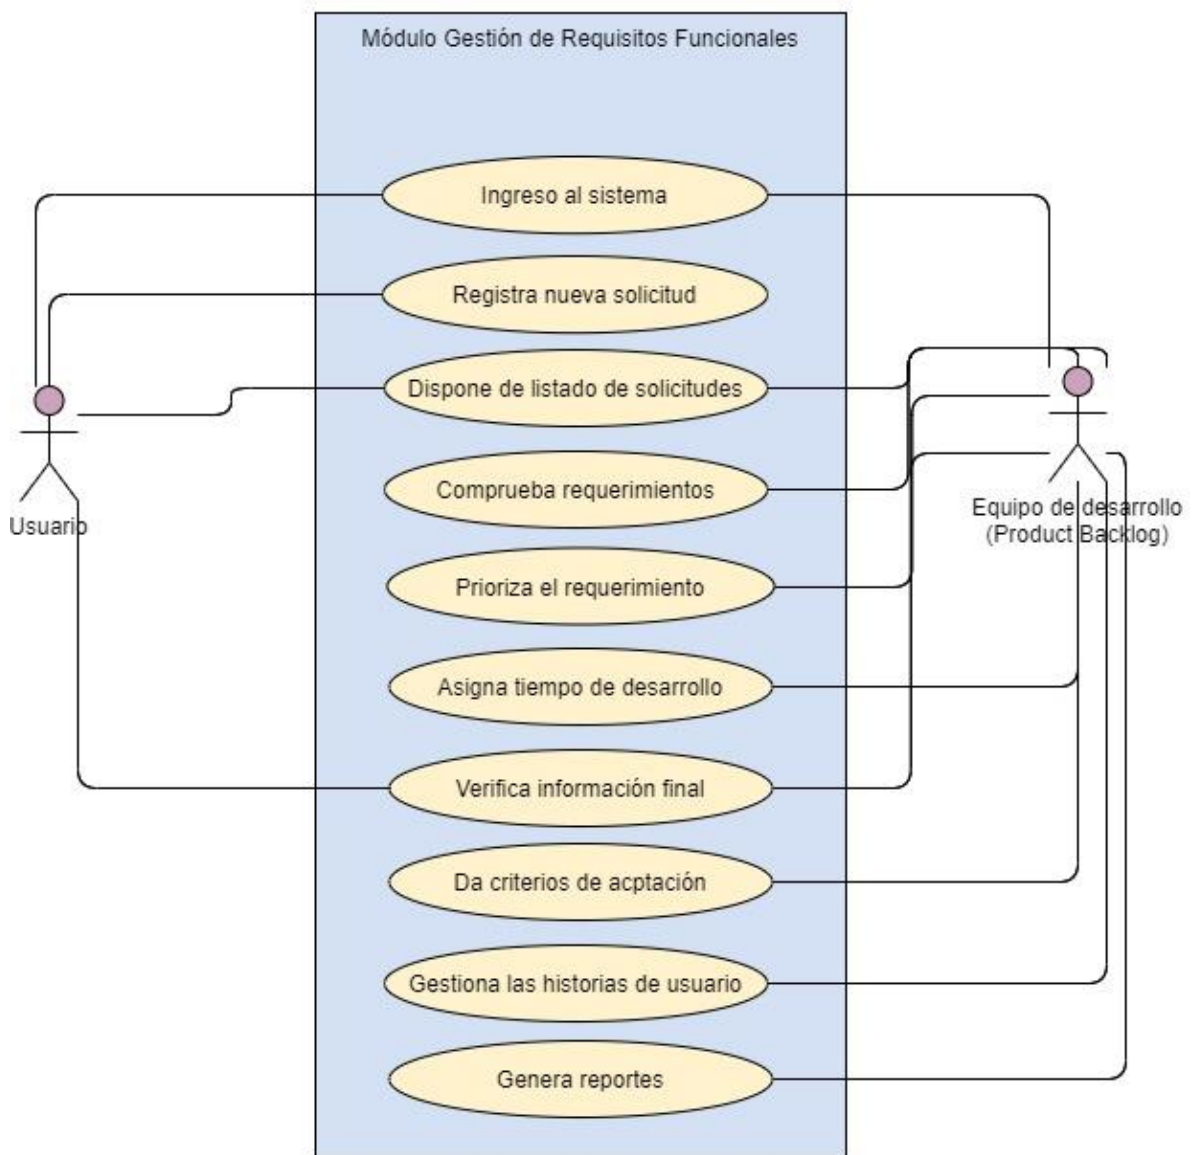 Módulo Gestión de Requisitos Funcionales
Ingreso al sistema
Registra nueva solicitud
Dispone de listado de solicitudes
Comprueba requerimientos
Equipo de desarrollo
(Product Backlog)
Usuario
Prioriza el requerimiento
Asigna tiempo de desarrollo
Verifica información final
Da criterios de acptación
Gestiona las historias de usuario
Genera reportes